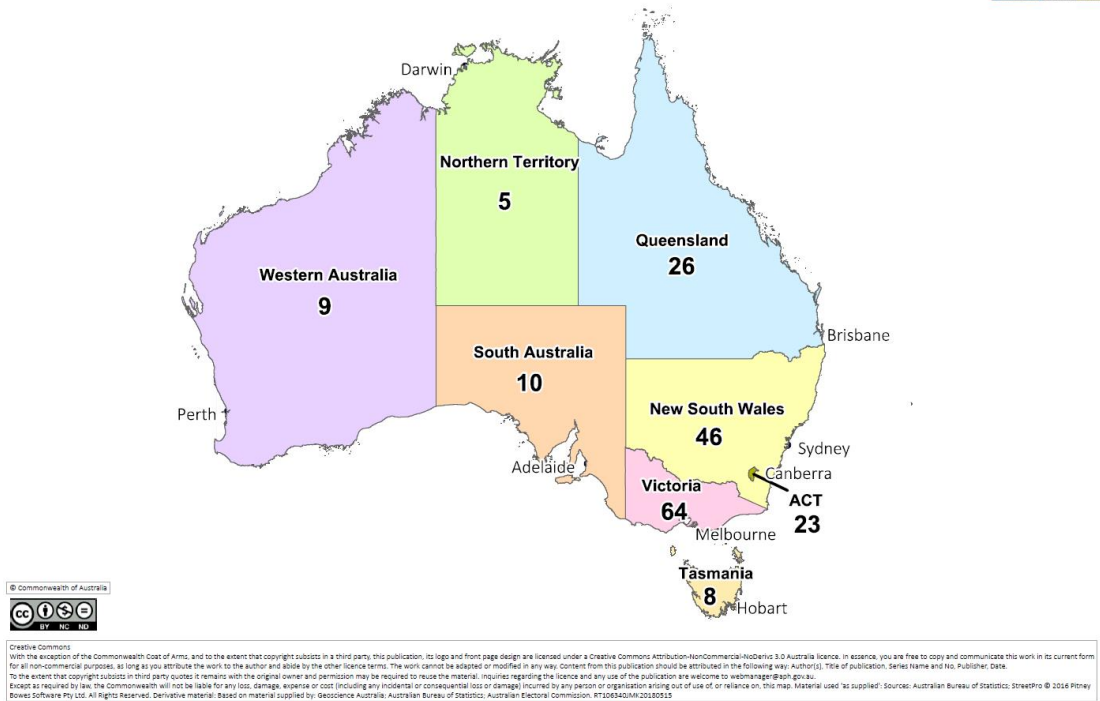 Darwin
Northern Territory
5
Queensland
26
Western Australia
9
Brisbane
South Australia
10
New South Wales
46
Perth
Sydney
Adelaide
Canberra
Victoria
64
ACT
23
Melbourne
Tasmania
8
Hobart
© Commonwealth of Australia
cc
BY NC ND
Creative Commons
With the exception of the Commonwealth Coat of Arms, and to the extent that copyright subsists in a third party, this publication, its logo and front page design are licensed under a Creative Commons Attribution-NonCommercial-NoDerivs 3.0 Australia licence. In essence, you are free to copy and communicate this work in its current form
for all non-commercial purposes, as long as you attribute the work to the author and abide by the other licence terms. The work cannot be adapted or modified in any way. Content from this publication should be attributed in the following way: Author(s), Title of publication, Series Name and No, Publisher, Date.
To the extent that copyright subsists in third party quotes it remains with the original owner and permission may be required to reuse the material. Inquiries regarding the licence and any use of the publication are welcome to webmanager@aph.gov.au.
Except as required by law, the Commonwealth will not be liable for any loss, damage, expense or cost (including any incidental or consequential loss or damage) incurred by any person or organisation arising out of use of, or reliance on, this map. Material used 'as supplied': Sources: Australian Bureau of Statistics; StreetPro © 2016 Pitney
Bowes Software Pty Ltd. All Rights Reserved. Derivative material: Based on material supplied by: Geoscience Australia; Australian Bureau of Statistics; Australian Electoral Commission. RT106340JMK20180515